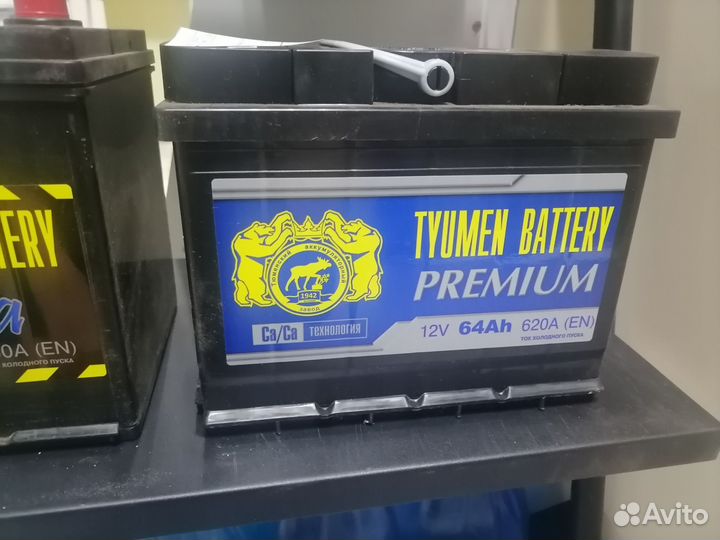 TYUMEN BATTERY
PREMIUM
Тюменский аккумуляторный завод
1942
Ca/Ca ТЕХНОЛОГИЯ
12V 64Ah 620A (EN)
ТОК ХОЛОДНОГО ПУСКА
TERY
0A (EN)
ХОЛОДНОГО ПУСКА
Avito